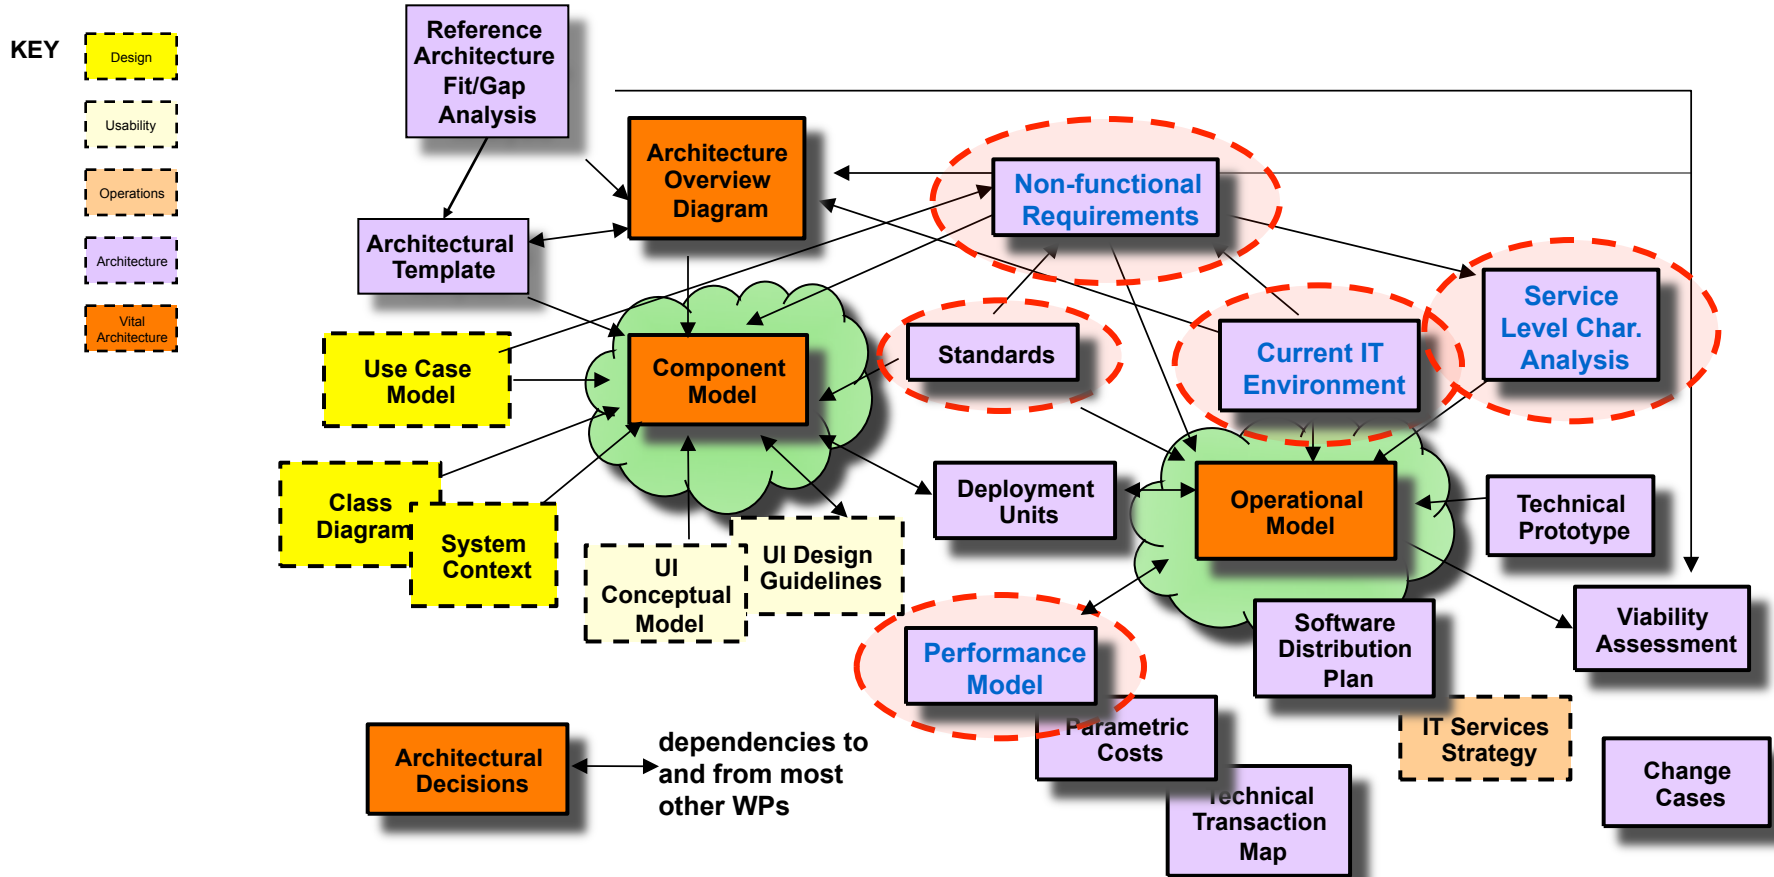 KEY
Design
Usability
Operations
Architecture
Vital
Architecture
Reference
Architecture
Fit/Gap
Analysis
Architecture
Overview
Diagram
Non-functional
Requirements
Architectural
Template
Service
Level Char.
Analysis
Use Case
Model
Component
Model
Standards
Current IT
Environment
Class
Diagram
System
Context
UI
Conceptual
Model
UI Design
Guidelines
Deployment
Units
Operational
Model
Technical
Prototype
Viability
Assessment
Software
Distribution
Plan
Performance
Model
Parametric
Costs
Technical
Transaction
Map
IT Services
Strategy
Change
Cases
Architectural
Decisions
dependencies to
and from most
other WPs